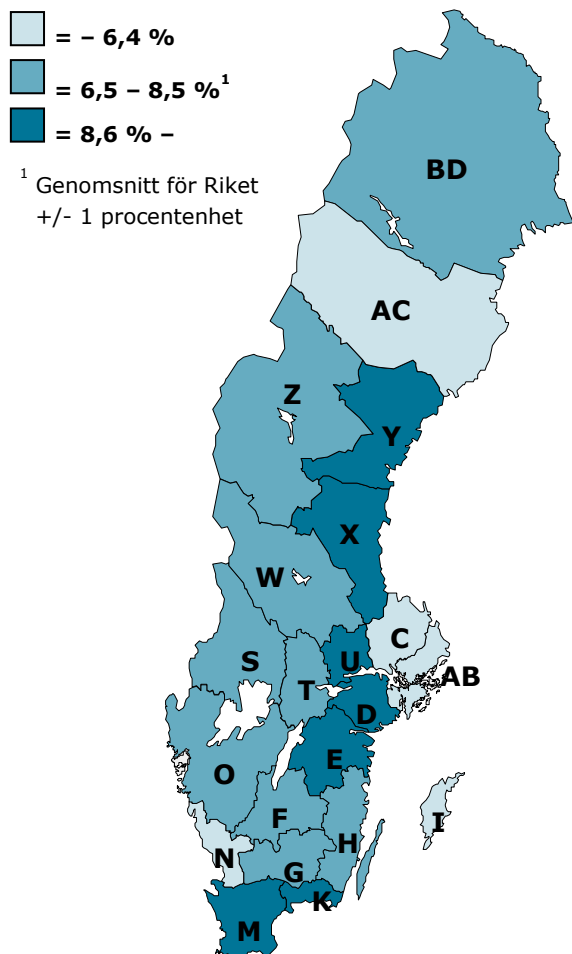 = – 6,4 %
= 6,5 – 8,5 %¹
= 8,6 % –
¹ Genomsnitt för Riket
+/- 1 procentenhet
BD
AC
Z
Y
X
W
C
S
U
AB
T
D
E
O
F
I
H
N
G
K
M